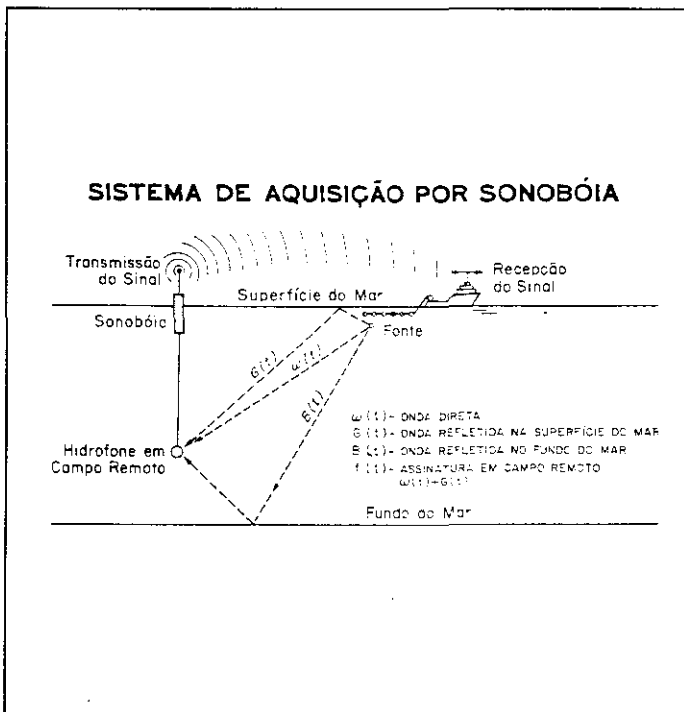 SISTEMA DE AQUISIÇÃO POR SONOBÓIA
Transmissão
do Sinal
Recepção
do Sinal
Superfície do Mar
Sonobóia
Fonte
G(t)
ω(t)
B(t)
Hidrofone em
Campo Remoto
ω(t)- ONDA DIRETA
G(t)- ONDA REFLETIDA NA SUPERFÍCIE DO MAR
B(t)- ONDA REFLETIDA NO FUNDO DO MAR
f(t)- ASSINATURA EM CAMPO REMOTO
ω(t)+G(t)
Fundo do Mar